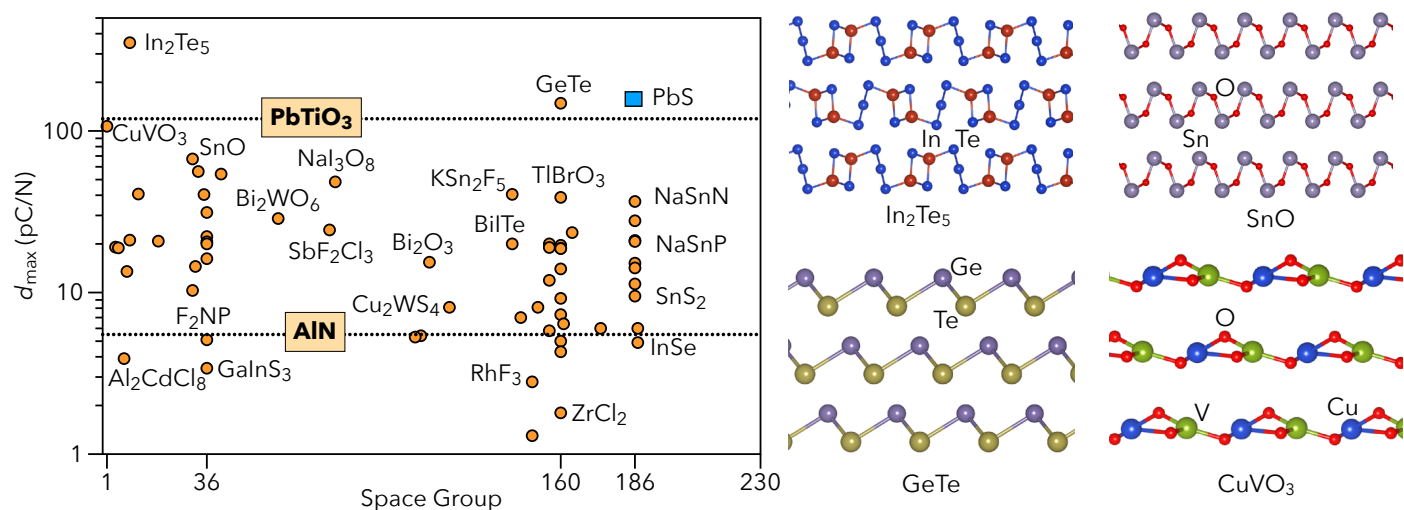 In₂Te₅
GeTe
PbS
PbTiO₃
100
CuVO₃
SnO
NaI₃O₈
KSn₂F₅
TlBrO₃
NaSnN
Bi₂WO₆
SbF₂Cl₃
Bi₂O₃
BiITe
NaSnP
d_max (pC/N)
10
Cu₂WS₄
SnS₂
F₂NP
AlN
InSe
Al₂CdCl₈
GaInS₃
RhF₃
ZrCl₂
1
1
36
160
186
230
Space Group
In
Te
In₂Te₅
O
Sn
SnO
Ge
Te
GeTe
O
V
Cu
CuVO₃